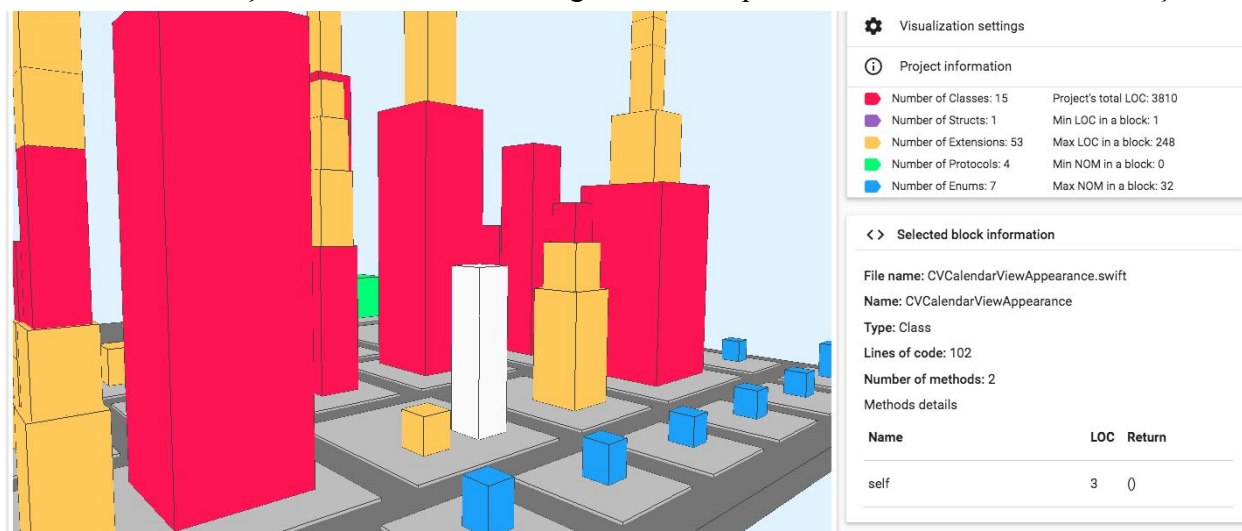 Visualization settings
Project information
Number of Classes: 15 Project's total LOC: 3810
Number of Structs: 1 Min LOC in a block: 1
Number of Extensions: 53 Max LOC in a block: 248
Number of Protocols: 4 Min NOM in a block: 0
Number of Enums: 7 Max NOM in a block: 32
<> Selected block information
File name: CVCalendarViewAppearance.swift
Name: CVCalendarViewAppearance
Type: Class
Lines of code: 102
Number of methods: 2
Methods details
Name LOC Return
self 3 ()